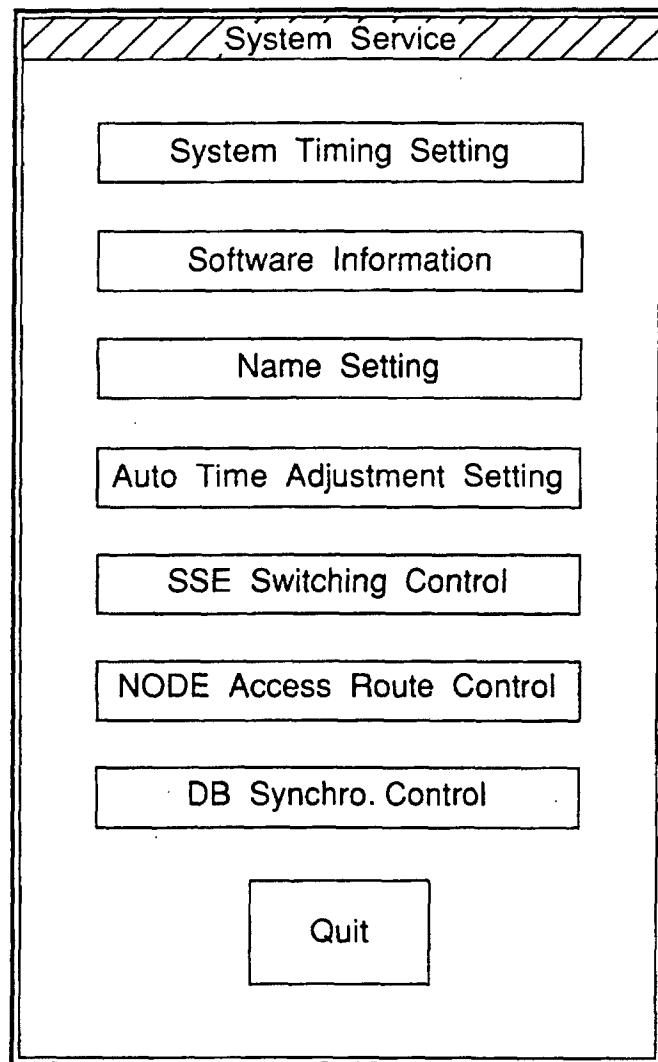 System Service
System Timing Setting
Software Information
Name Setting
Auto Time Adjustment Setting
SSE Switching Control
NODE Access Route Control
DB Synchro. Control
Quit